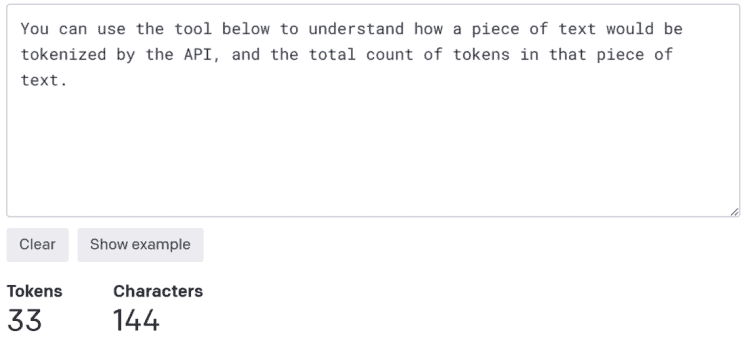 You can use the tool below to understand how a piece of text would be
tokenized by the API, and the total count of tokens in that piece of
text.
Clear Show example
Tokens Characters
33 144